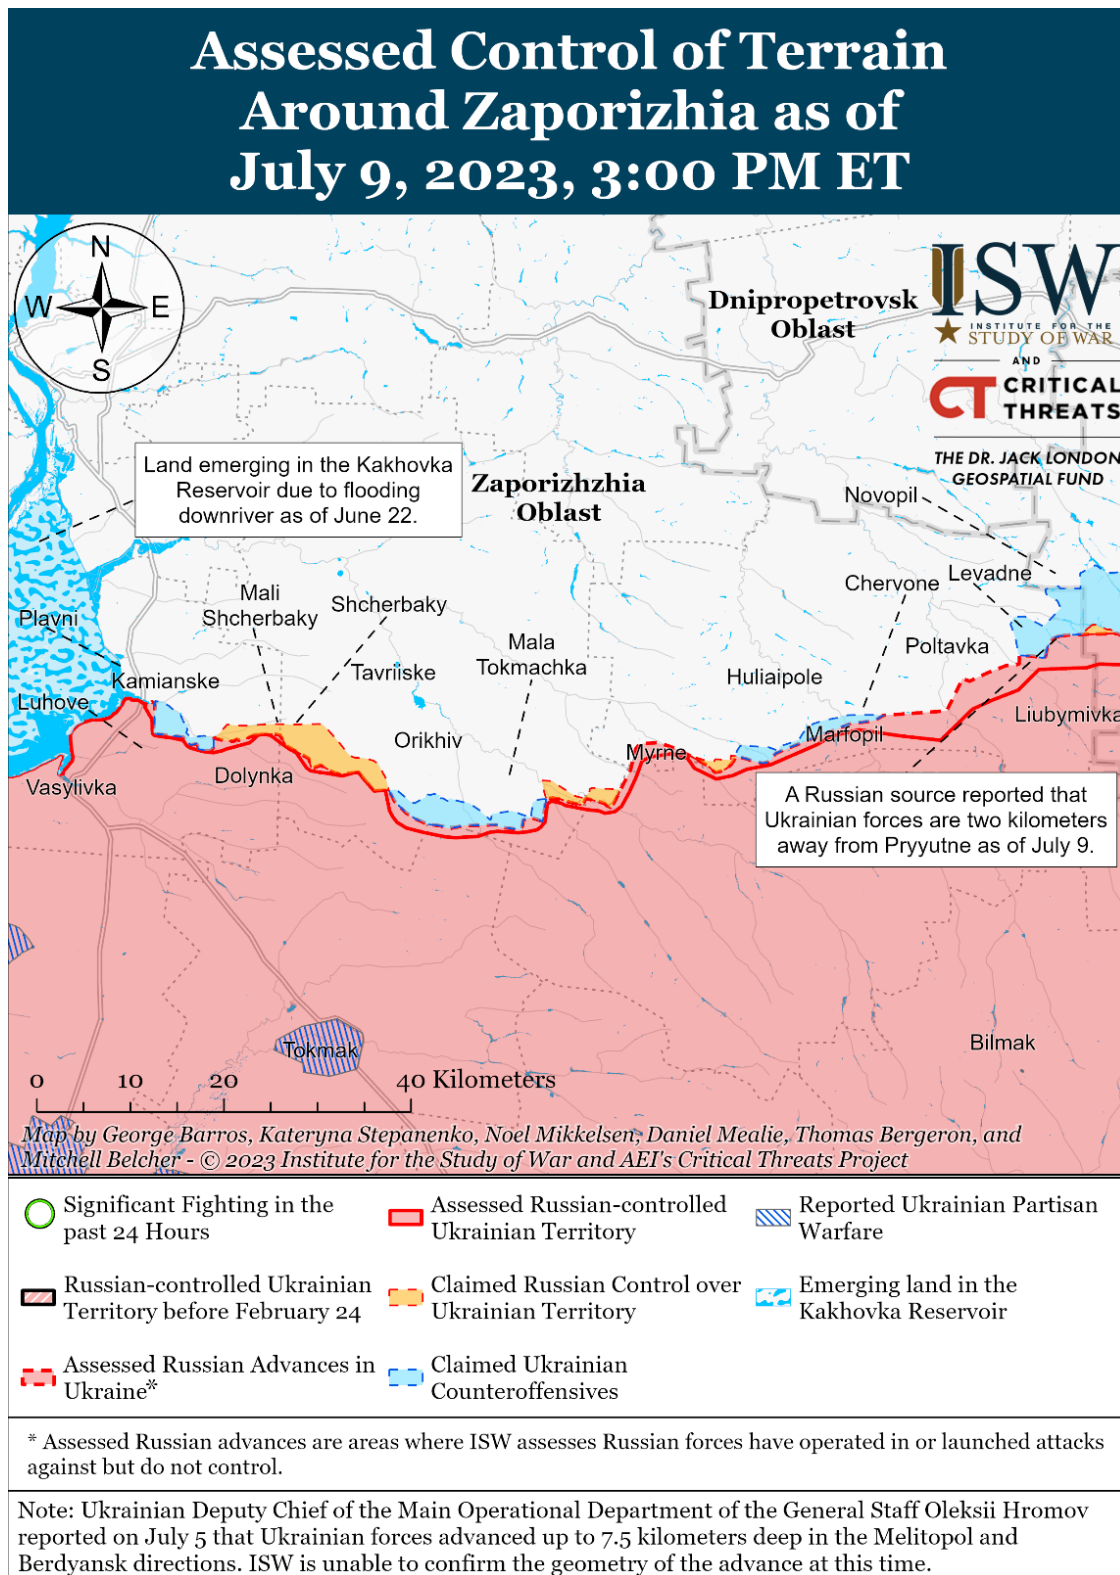 Assessed Control of Terrain
Around Zaporizhia as of
July 9, 2023, 3:00 PM ET
N
W
E
S
Dnipropetrovsk
Oblast
ISW
INSTITUTE FOR THE
STUDY OF WAR
AND
CT CRITICAL
THREATS
THE DR. JACK LONDON
GEOSPATIAL FUND
Land emerging in the Kakhovka
Reservoir due to flooding
downriver as of June 22.
Zaporizhzhia
Oblast
Novopil
Levadne
Chervone
Mali
Shcherbaky
Shcherbaky
Plavni
Mala
Tokmachka
Poltavka
Tavriiske
Huliaipole
Kamianske
Luhove
Liubymivka
Marfopil
Orikhiv
Myrne
Dolynka
Vasylivka
A Russian source reported that
Ukrainian forces are two kilometers
away from Pryyutne as of July 9.
Tokmak
Bilmak
0 10 20 40 Kilometers
Map by George Barros, Kateryna Stepanenko, Noel Mikkelsen, Daniel Mealie, Thomas Bergeron, and
Mitchell Belcher - © 2023 Institute for the Study of War and AEI's Critical Threats Project
Significant Fighting in the
past 24 Hours
Assessed Russian-controlled
Ukrainian Territory
Reported Ukrainian Partisan
Warfare
Russian-controlled Ukrainian
Territory before February 24
Claimed Russian Control over
Ukrainian Territory
Emerging land in the
Kakhovka Reservoir
Assessed Russian Advances in
Ukraine*
Claimed Ukrainian
Counteroffensives
* Assessed Russian advances are areas where ISW assesses Russian forces have operated in or launched attacks
against but do not control.
Note: Ukrainian Deputy Chief of the Main Operational Department of the General Staff Oleksii Hromov
reported on July 5 that Ukrainian forces advanced up to 7.5 kilometers deep in the Melitopol and
Berdyansk directions. ISW is unable to confirm the geometry of the advance at this time.